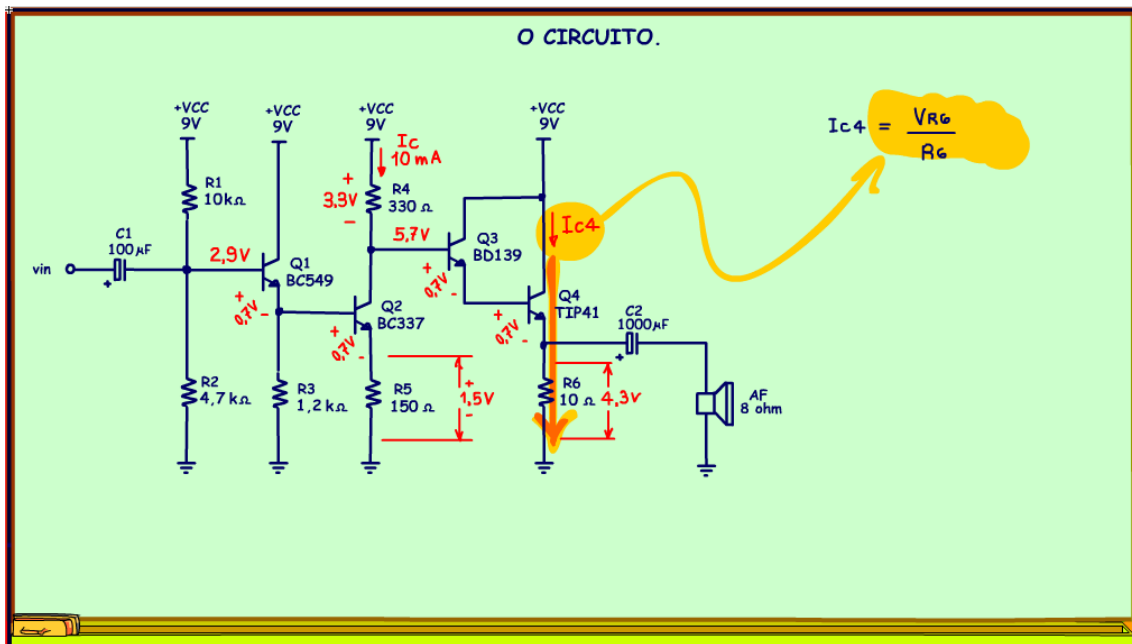 O CIRCUITO.
+VCC
9V
+VCC
9V
+VCC
9V
+VCC
9V
Ic
10 mA
Ic4 = VR6
R6
R1
10kΩ
+
3,3V
-
R4
330 Ω
Ic4
C1
100µF
2,9V
5,7V
Q3
BD139
vin
+
Q1
BC549
+
0,7V
-
+
0,7V
-
Q2
BC337
Q4
TIP41
C2
1000µF
+
+
0,7V
-
+
0,7V
-
R2
4,7 kΩ
R3
1,2 kΩ
R5
150 Ω
+
1,5V
-
R6
10 Ω
4,3V
AF
8 ohm